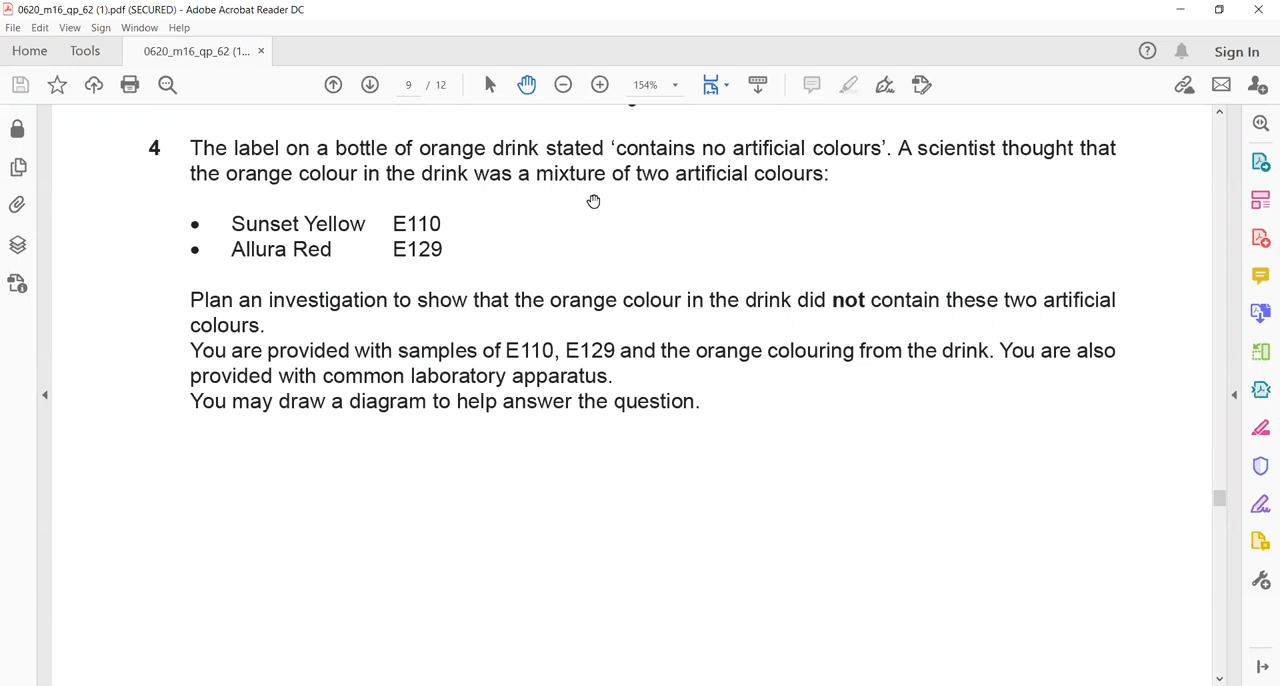 0620_m16_qp_62 (1).pdf (SECURED) - Adobe Acrobat Reader DC
File Edit View Sign Window Help
Home Tools 0620_m16_qp_62 (1... × Sign In
9 / 12 154%
4 The label on a bottle of orange drink stated ‘contains no artificial colours’. A scientist thought that
the orange colour in the drink was a mixture of two artificial colours:
• Sunset Yellow E110
• Allura Red E129
Plan an investigation to show that the orange colour in the drink did not contain these two artificial
colours.
You are provided with samples of E110, E129 and the orange colouring from the drink. You are also
provided with common laboratory apparatus.
You may draw a diagram to help answer the question.